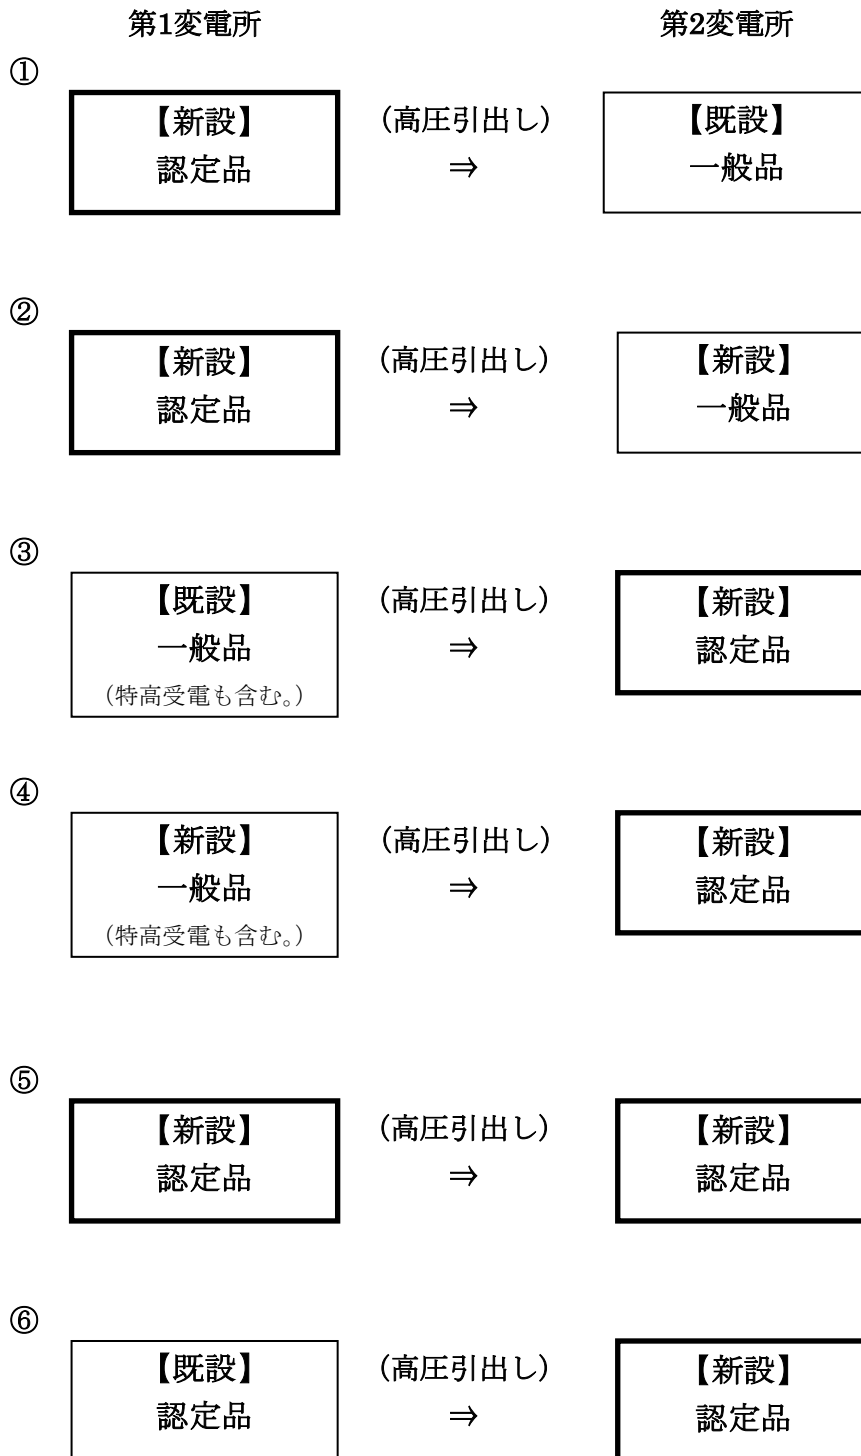 第1変電所 第2変電所
①
【新設】 (高圧引出し) 【既設】
認定品 ⇒ 一般品
②
【新設】 (高圧引出し) 【新設】
認定品 ⇒ 一般品
③
【既設】 (高圧引出し) 【新設】
一般品 ⇒ 認定品
(特高受電も含む。)
④
【新設】 (高圧引出し) 【新設】
一般品 ⇒ 認定品
(特高受電も含む。)
⑤
【新設】 (高圧引出し) 【新設】
認定品 ⇒ 認定品
⑥
【既設】 (高圧引出し) 【新設】
認定品 ⇒ 認定品